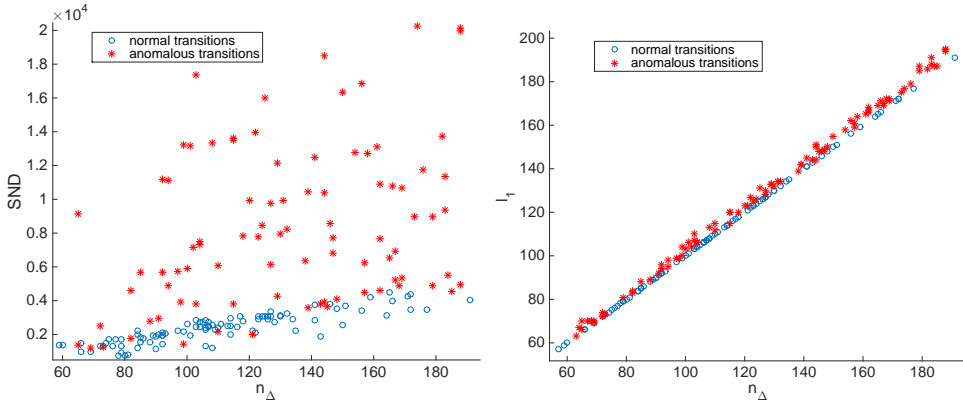 ×10⁴
2
1.8
1.6
1.4
1.2
1
0.8
0.6
0.4
0.2
60 80 100 120 140 160 180
SND
n_Δ
normal transitions
anomalous transitions
200
180
160
140
120
100
80
60
60 80 100 120 140 160 180
l_1
n_Δ
normal transitions
anomalous transitions